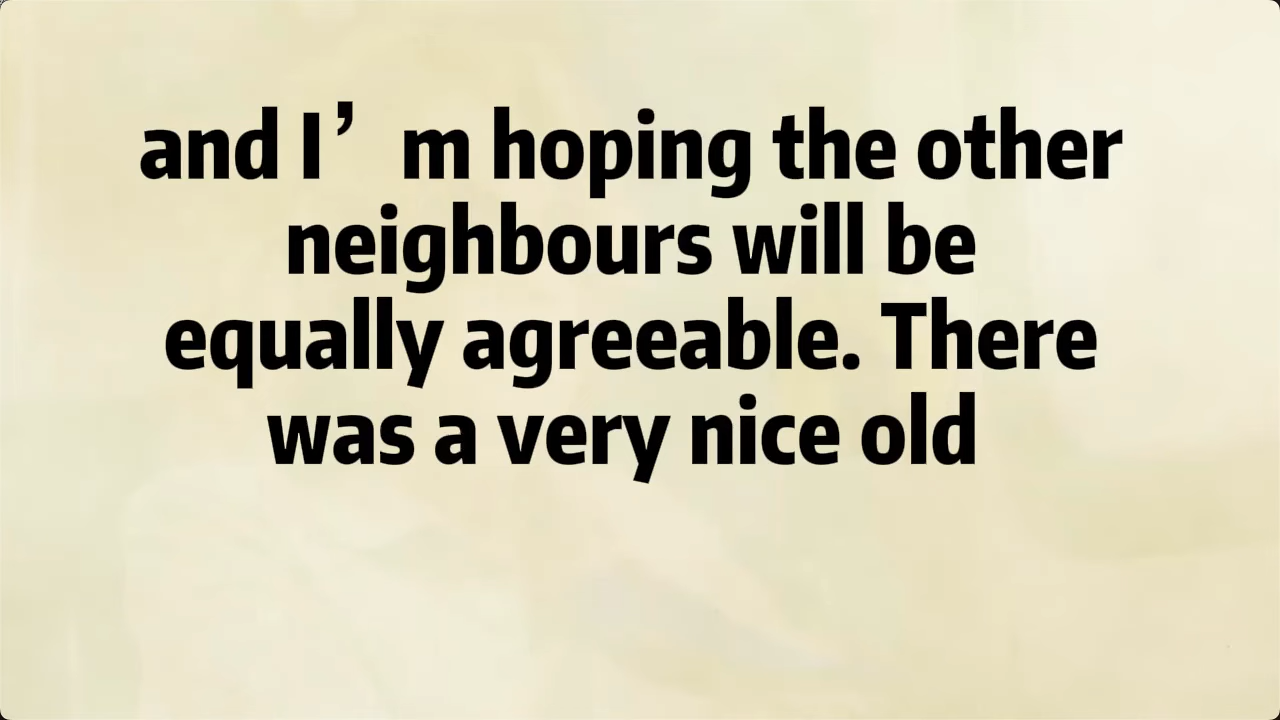 and I’m hoping the other
neighbours will be
equally agreeable. There
was a very nice old